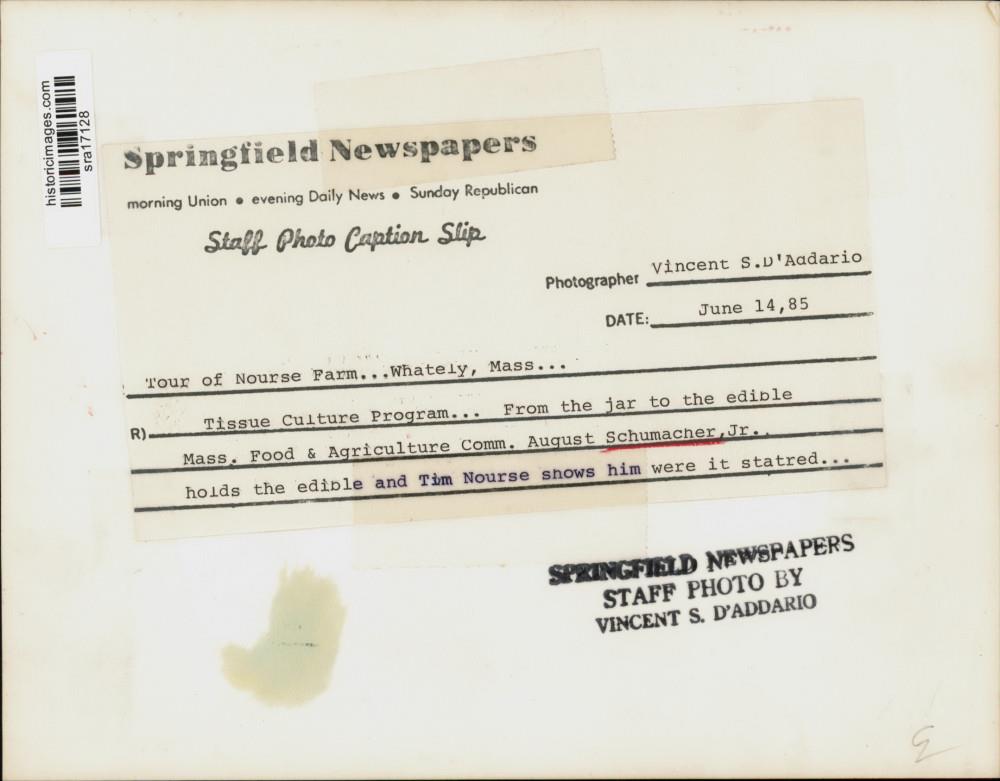 historicimages.com
sra17128
Springfield Newspapers
morning Union • evening Daily News • Sunday Republican
Staff Photo Caption Slip
Photographer Vincent S.D'Addario
DATE: June 14,85
Tour of Nourse Farm...Whately, Mass...
R) Tissue Culture Program... From the jar to the edible
Mass. Food & Agriculture Comm. August Schumacher,Jr.
holds the edible and Tim Nourse shows him were it statred...
SPRINGFIELD NEWSPAPERS
STAFF PHOTO BY
VINCENT S. D'ADDARIO